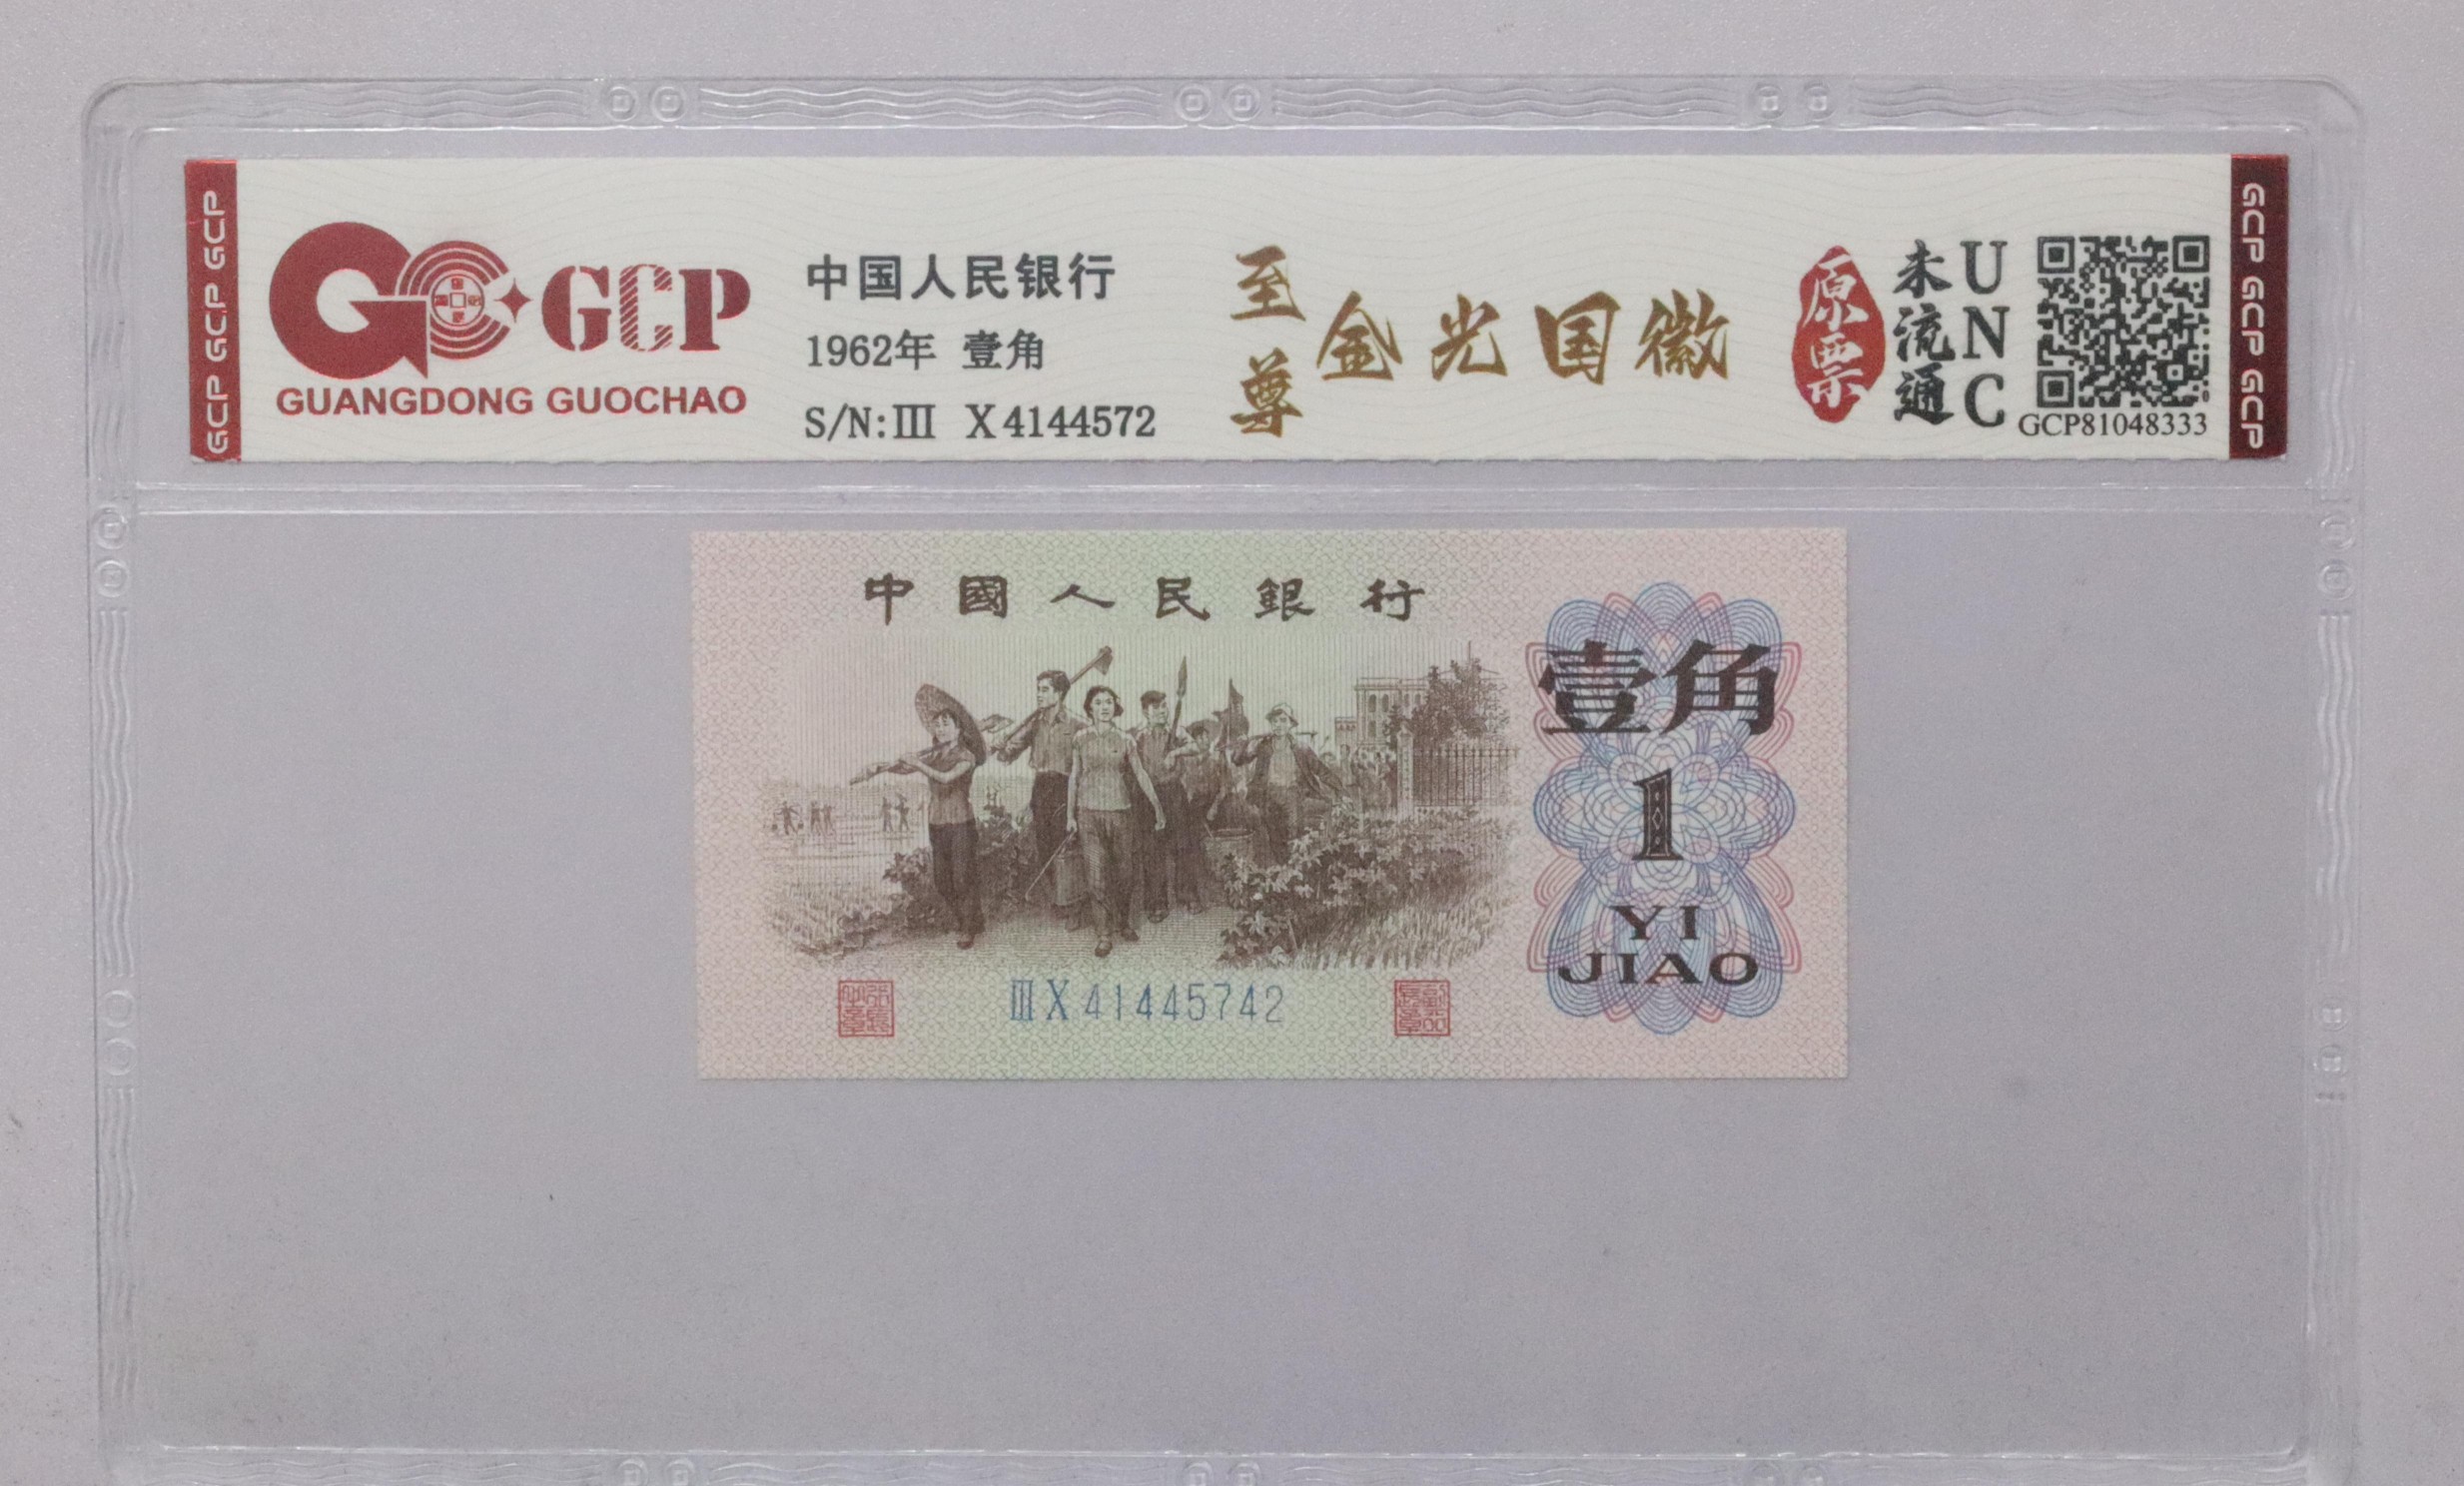 GCP GCP GCP
GCP
GUANGDONG GUOCHAO
中国人民银行
1962年 壹角
S/N:Ⅲ X4144572
至尊
金光国徽
原票
未流通
UNC
GCP81048333
GCP GCP GCP
中國人民銀行
壹角
1
YI
JIAO
ⅢX41445742